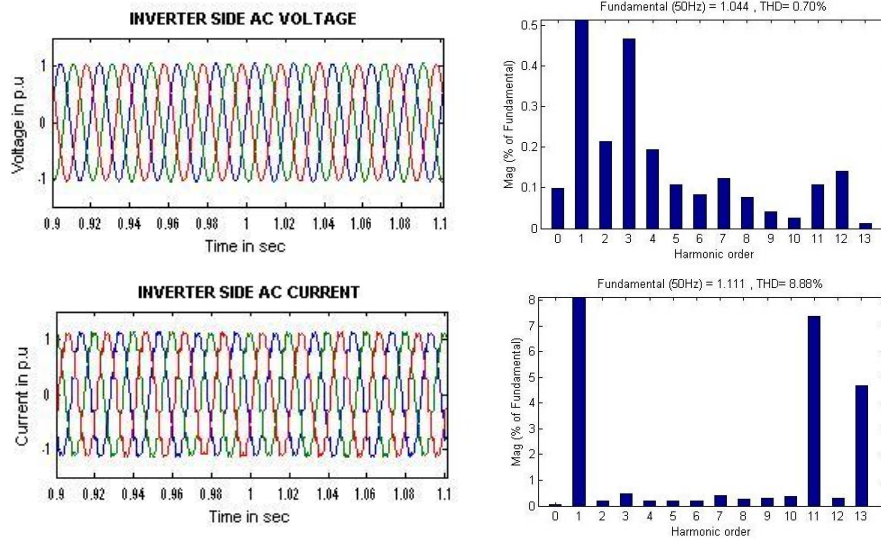 INVERTER SIDE AC VOLTAGE
Voltage in p.u
1
0
-1
0.9 0.92 0.94 0.96 0.98 1 1.02 1.04 1.06 1.08 1.1
Time in sec
Fundamental (50Hz) = 1.044 , THD= 0.70%
Mag (% of Fundamental)
0.5
0.4
0.3
0.2
0.1
0
0 1 2 3 4 5 6 7 8 9 10 11 12 13
Harmonic order
INVERTER SIDE AC CURRENT
Current in p.u
1
0
-1
0.9 0.92 0.94 0.96 0.98 1 1.02 1.04 1.06 1.08 1.1
Time in sec
Fundamental (50Hz) = 1.111 , THD= 8.88%
Mag (% of Fundamental)
8
7
6
5
4
3
2
1
0
0 1 2 3 4 5 6 7 8 9 10 11 12 13
Harmonic order